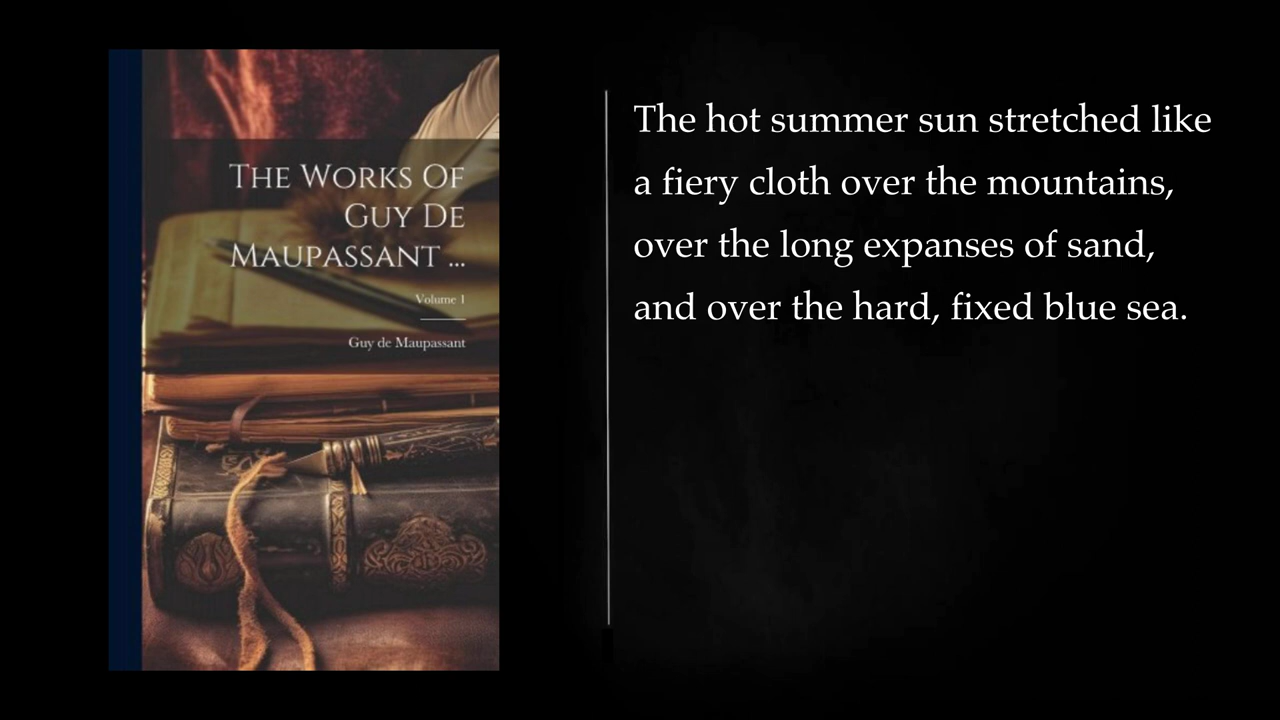 The Works Of
Guy De
Maupassant ...
Volume 1
Guy de Maupassant
The hot summer sun stretched like
a fiery cloth over the mountains,
over the long expanses of sand,
and over the hard, fixed blue sea.